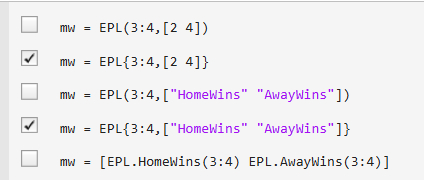 mw = EPL(3:4,[2 4])
mw = EPL{3:4,[2 4]}
mw = EPL(3:4,["HomeWins" "AwayWins"])
mw = EPL{3:4,["HomeWins" "AwayWins"]}
mw = [EPL.HomeWins(3:4) EPL.AwayWins(3:4)]